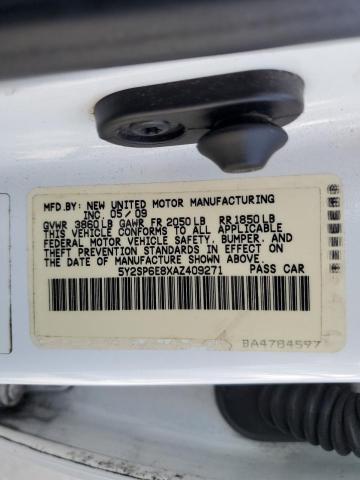 MFD.BY: NEW UNITED MOTOR MANUFACTURING
INC. 05/09
GVWR 3860LB GAWR FR 2050LB RR1850LB
THIS VEHICLE CONFORMS TO ALL APPLICABLE
FEDERAL MOTOR VEHICLE SAFETY, BUMPER, AND
THEFT PREVENTION STANDARDS IN EFFECT ON
THE DATE OF MANUFACTURE SHOWN ABOVE.
5Y2SP6E8XAZ409271 PASS CAR
BA4784597